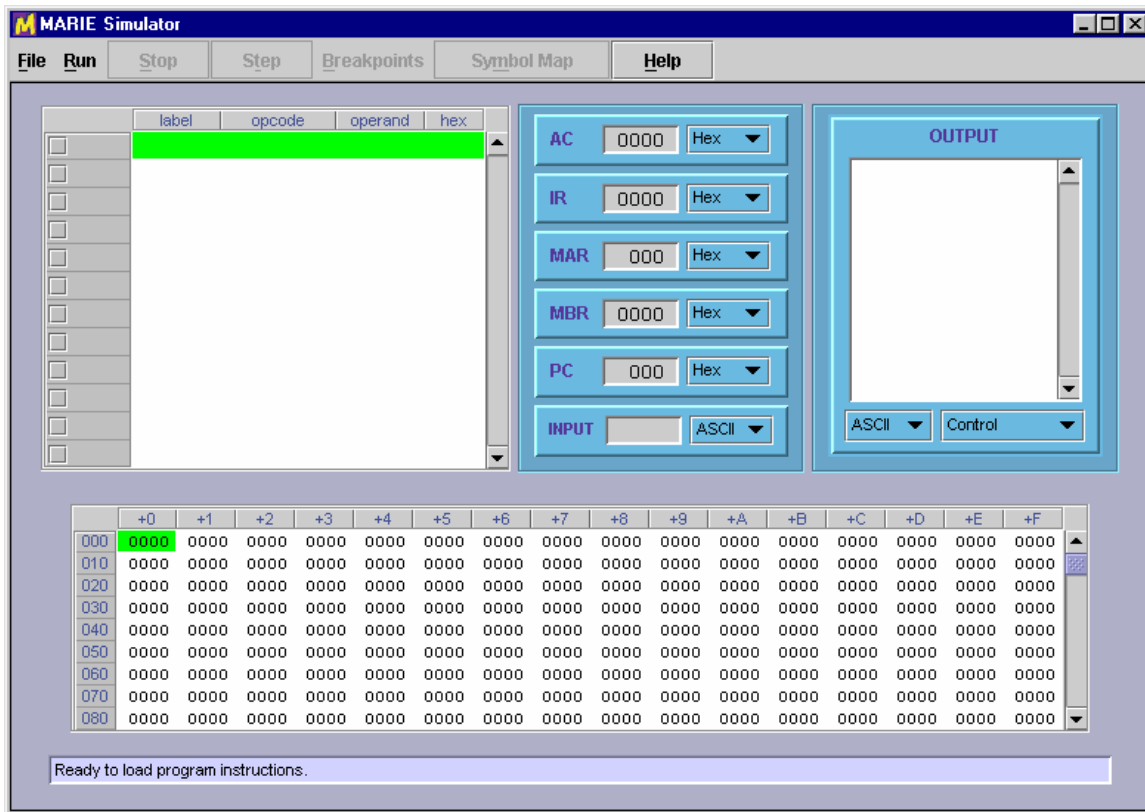 MARIE Simulator
File Run Stop Step Breakpoints Symbol Map Help
label opcode operand hex
AC 0000 Hex
IR 0000 Hex
MAR 000 Hex
MBR 0000 Hex
PC 000 Hex
INPUT ASCII
OUTPUT
ASCII Control
+0 +1 +2 +3 +4 +5 +6 +7 +8 +9 +A +B +C +D +E +F
000 0000 0000 0000 0000 0000 0000 0000 0000 0000 0000 0000 0000 0000 0000 0000 0000
010 0000 0000 0000 0000 0000 0000 0000 0000 0000 0000 0000 0000 0000 0000 0000 0000
020 0000 0000 0000 0000 0000 0000 0000 0000 0000 0000 0000 0000 0000 0000 0000 0000
030 0000 0000 0000 0000 0000 0000 0000 0000 0000 0000 0000 0000 0000 0000 0000 0000
040 0000 0000 0000 0000 0000 0000 0000 0000 0000 0000 0000 0000 0000 0000 0000 0000
050 0000 0000 0000 0000 0000 0000 0000 0000 0000 0000 0000 0000 0000 0000 0000 0000
060 0000 0000 0000 0000 0000 0000 0000 0000 0000 0000 0000 0000 0000 0000 0000 0000
070 0000 0000 0000 0000 0000 0000 0000 0000 0000 0000 0000 0000 0000 0000 0000 0000
080 0000 0000 0000 0000 0000 0000 0000 0000 0000 0000 0000 0000 0000 0000 0000 0000
Ready to load program instructions.